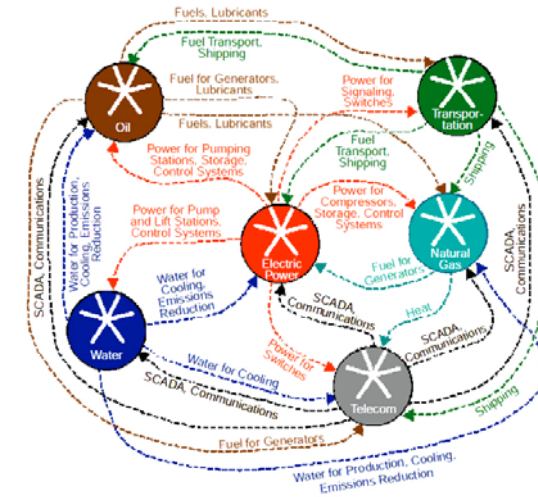 Fuels, Lubricants
Fuel Transport,
Shipping
Fuel for Generators,
Lubricants
Power for
Signaling,
Switches
Oil
Transpor-
tation
Fuels, Lubricants
Fuel
Transport,
Shipping
Shipping
Power for Pumping
Stations, Storage,
Control Systems
Power for
Compressors,
Storage, Control
Systems
Power for Pump
and Lift Stations,
Control Systems
Electric
Power
Natural
Gas
SCADA, Communications
Water for Production,
Cooling, Emissions
Reduction
SCADA,
Communications
Water for
Cooling,
Emissions
Reduction
Fuel for
Generators
SCADA,
Communications
Heat
SCADA,
Communications
Water
Water for Cooling
Power for
Switches
SCADA, Communications
Telecom
Shipping
Fuel for Generators
Water for Production, Cooling,
Emissions Reduction